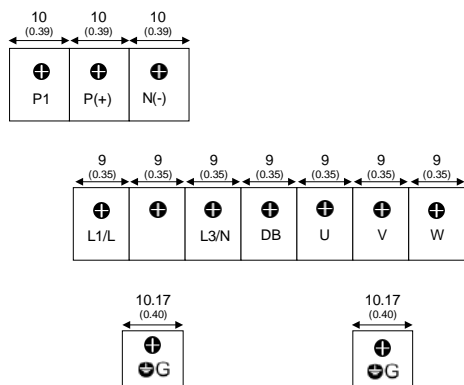 10 10 10
(0.39) (0.39) (0.39)
P1 P(+) N(-)
9 9 9 9 9 9 9
(0.35) (0.35) (0.35) (0.35) (0.35) (0.35) (0.35)
L1/L L3/N DB U V W
10.17 10.17
(0.40) (0.40)
G G